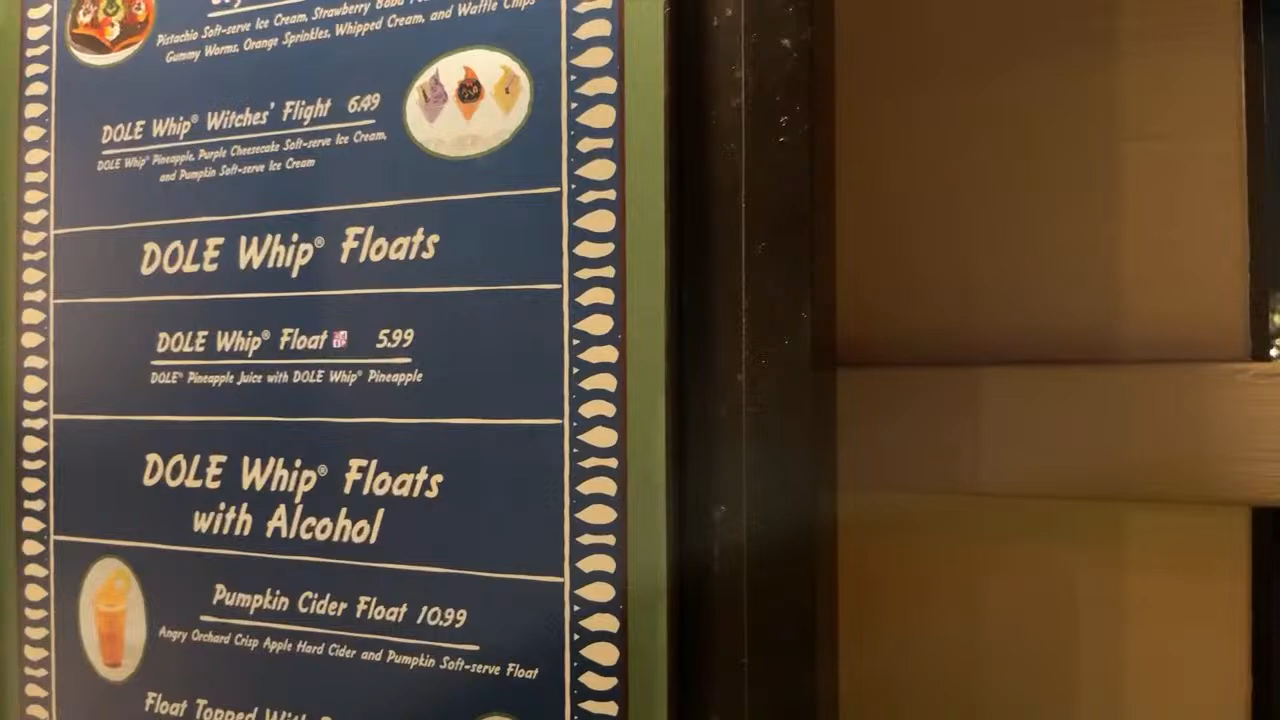 Pistachio Soft-serve Ice Cream, Strawberry
Gummy Worms, Orange Sprinkles, Whipped Cream, and Waffle Chips
DOLE Whip® Witches' Flight 6.49
DOLE Whip® Pineapple, Purple Cheesecake Soft-serve Ice Cream,
and Pumpkin Soft-serve Ice Cream
DOLE Whip® Floats
DOLE Whip® Float 5.99
DOLE™ Pineapple Juice with DOLE Whip® Pineapple
DOLE Whip® Floats
with Alcohol
Pumpkin Cider Float 10.99
Angry Orchard Crisp Apple Hard Cider and Pumpkin Soft-serve Float
Float Topped With